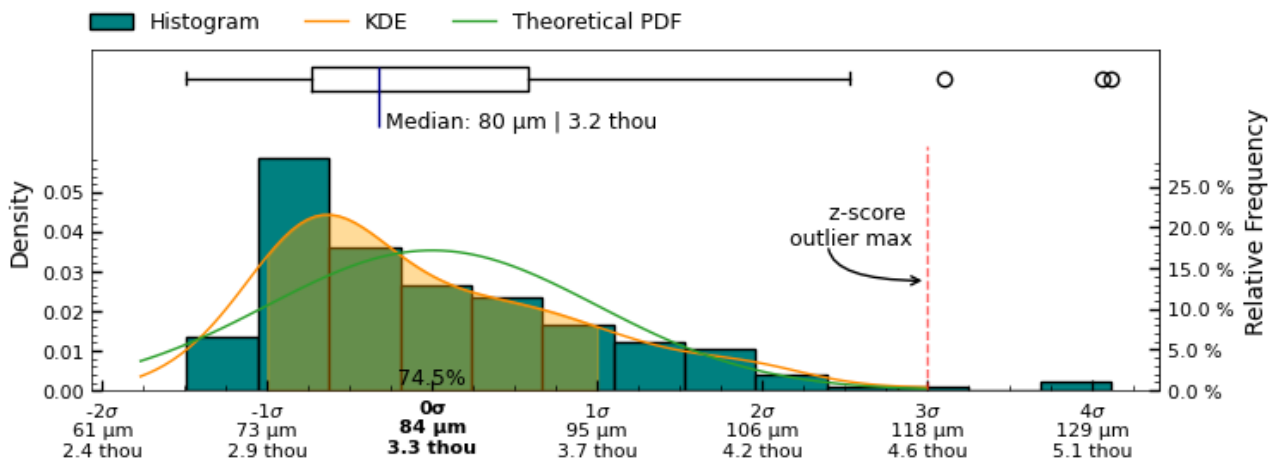 Histogram KDE Theoretical PDF
Median: 80 µm | 3.2 thou
Density
Relative Frequency
0.05
0.04
0.03
0.02
0.01
0.00
25.0 %
20.0 %
15.0 %
10.0 %
5.0 %
0.0 %
z-score
outlier max
74.5%
-2σ -1σ 0σ 1σ 2σ 3σ 4σ
61 µm 73 µm 84 µm 95 µm 106 µm 118 µm 129 µm
2.4 thou 2.9 thou 3.3 thou 3.7 thou 4.2 thou 4.6 thou 5.1 thou